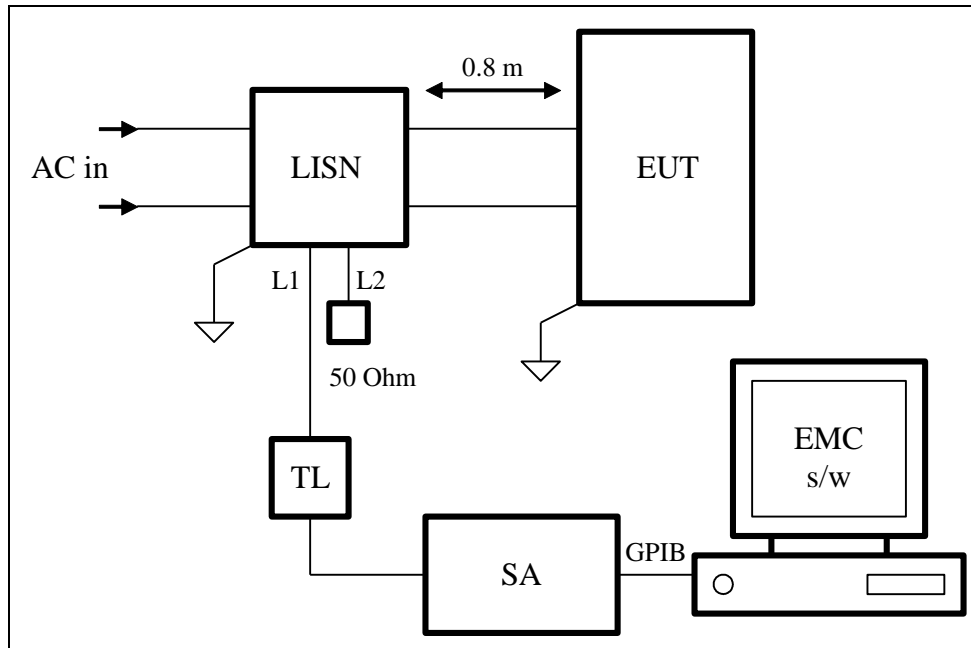 0.8 m
AC in
LISN
EUT
L1
L2
50 Ohm
TL
EMC
s/w
GPIB
SA